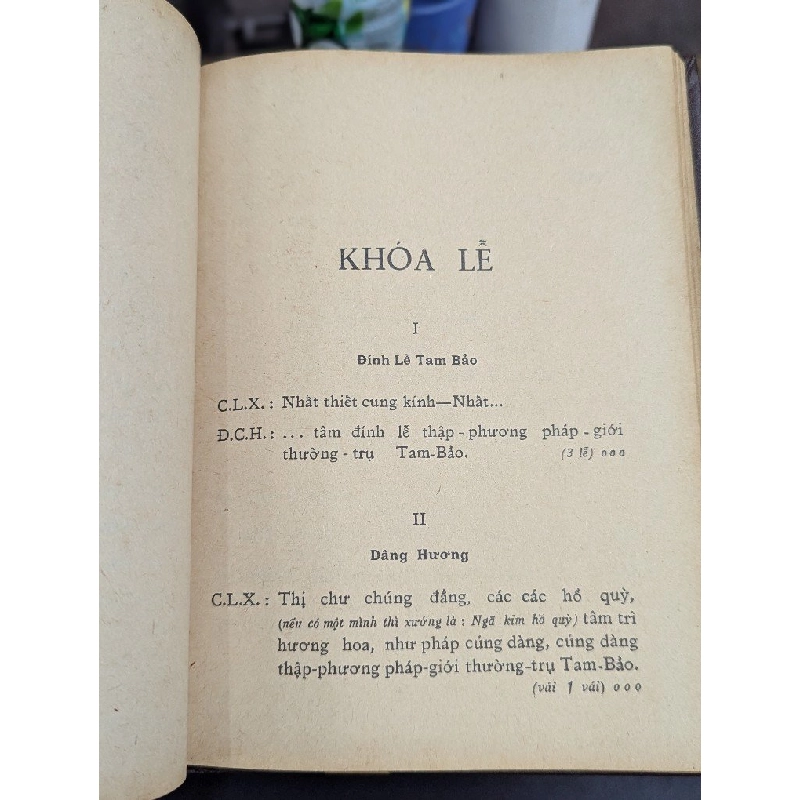 KHÓA LỄ
I
Đính Lễ Tam Bảo
C.L.X. : Nhất thiết cung kính—Nhất...
Đ.C.H. : ... tâm đính lễ thập-phương pháp-giới
thường-trụ Tam-Bảo. (3 lễ) ooo
II
Dâng Hương
C.L.X. : Thị chư chúng đẳng, các các hồ quỳ,
(nếu có một mình thì xướng là : Ngã kim hồ quỳ) tâm trì
hương hoa, như pháp cúng dàng, cúng dàng
thập-phương pháp-giới thường-trụ Tam-Bảo.
(vái 1 vái) ooo